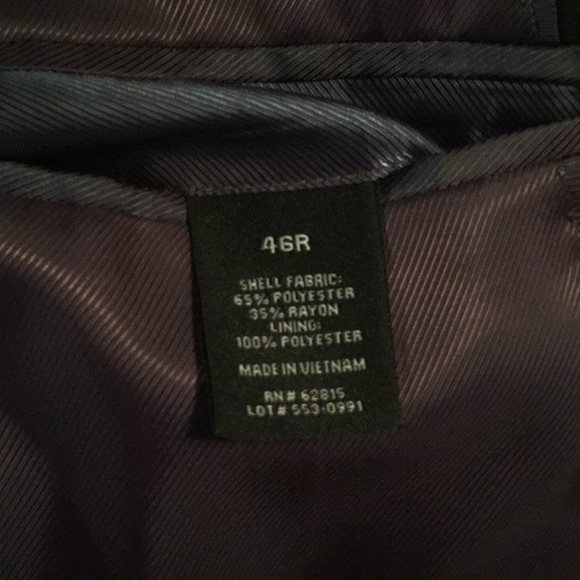 46R
SHELL FABRIC:
65% POLYESTER
35% RAYON
LINING:
100% POLYESTER
MADE IN VIETNAM
RN# 62815
LOT# 553-0991